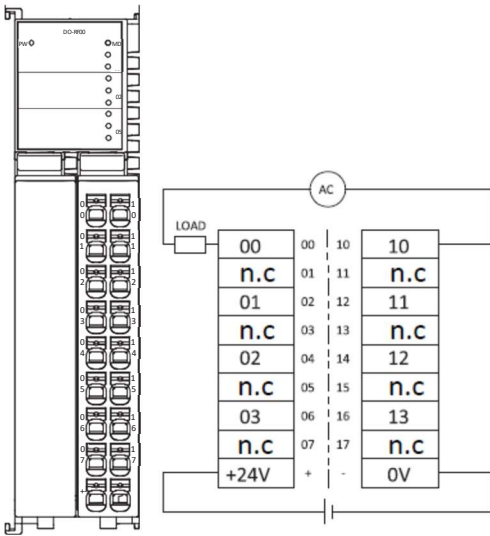 DO-RF00
PW MD
02
05
0 0 1 0
0 1 1 1
0 2 1 2
0 3 1 3
0 4 1 4
0 5 1 5
0 6 1 6
0 7 1 7
+ -
AC
LOAD
00 00 10 10
n.c 01 11 n.c
01 02 12 11
n.c 03 13 n.c
02 04 14 12
n.c 05 15 n.c
03 06 16 13
n.c 07 17 n.c
+24V + - 0V